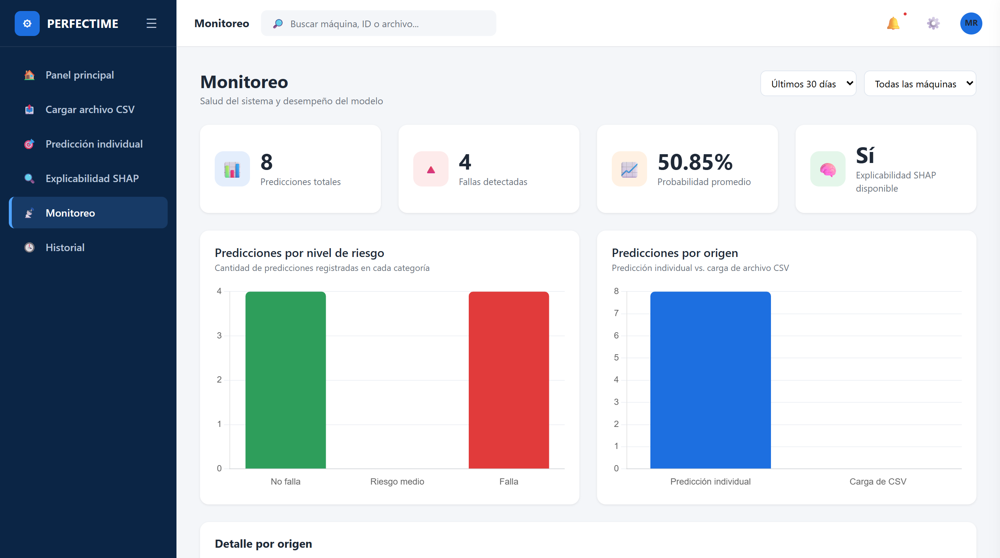 PERFECTIME
Panel principal
Cargar archivo CSV
Predicción individual
Explicabilidad SHAP
Monitoreo
Historial
Monitoreo
Buscar máquina, ID o archivo...
MR
Monitoreo
Salud del sistema y desempeño del modelo
Últimos 30 días
Todas las máquinas
8
Predicciones totales
4
Fallas detectadas
50.85%
Probabilidad promedio
Sí
Explicabilidad SHAP
disponible
Predicciones por nivel de riesgo
Cantidad de predicciones registradas en cada categoría
4
3
2
1
0
No falla
Riesgo medio
Falla
Predicciones por origen
Predicción individual vs. carga de archivo CSV
8
7
6
5
4
3
2
1
0
Predicción individual
Carga de CSV
Detalle por origen